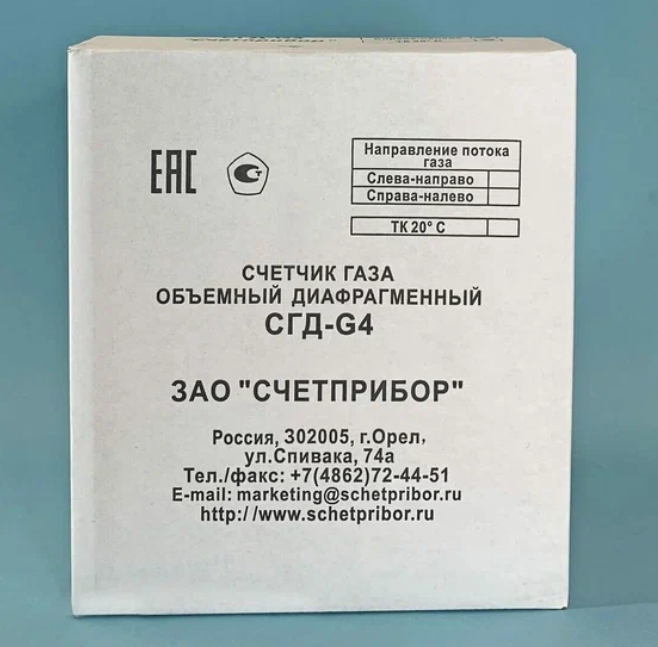 ЕАС
Направление потока
газа
Слева-направо
Справа-налево
ТК 20° С
СЧЕТЧИК ГАЗА
ОБЪЕМНЫЙ ДИАФРАГМЕННЫЙ
СГД-G4
ЗАО "СЧЕТПРИБОР"
Россия, 302005, г.Орел,
ул.Спивака, 74а
Тел./факс: +7(4862)72-44-51
E-mail: marketing@schetpribor.ru
http://www.schetpribor.ru